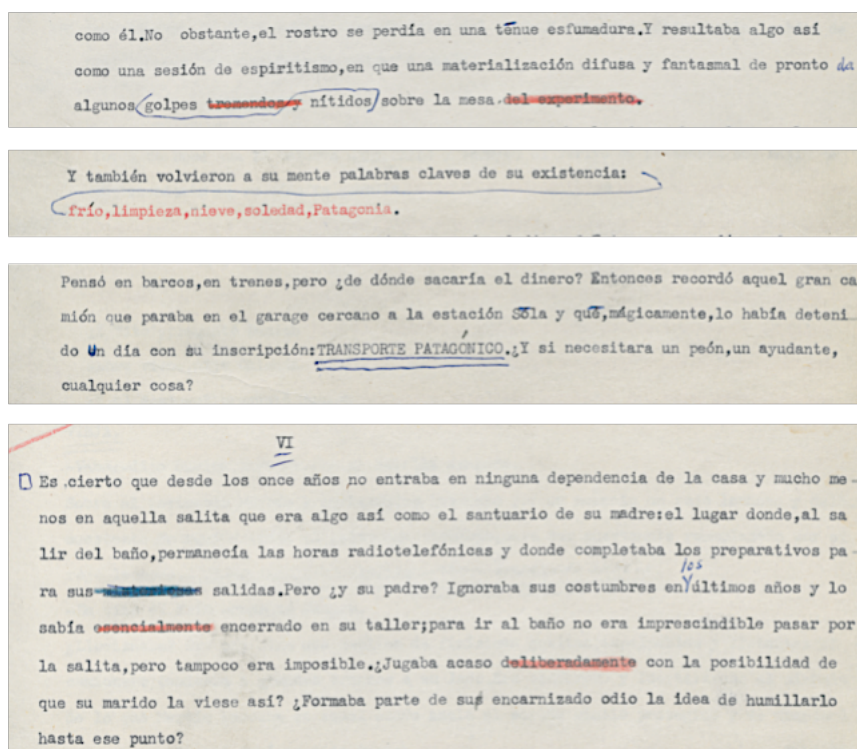 como él.No obstante,el rostro se perdía en una tênue esfumadura.Y resultaba algo así
como una sesión de espiritismo,en que una materialización difusa y fantasmal de pronto da
algunos golpes tremendos y nítidos sobre la mesa del experimento.
Y también volvieron a su mente palabras claves de su existencia:
frío,limpieza,nieve,soledad,Patagonia.
Pensó en barcos,en trenes,pero ¿de dónde sacaría el dinero? Entonces recordó aquel gran ca
mión que paraba en el garage cercano a la estación Sola y que,mágicamente,lo había deteni
do un día con su inscripción:TRANSPORTE PATAGÓNICO.¿Y si necesitara un peón,un ayudante,
cualquier cosa?
VI
Es cierto que desde los once años no entraba en ninguna dependencia de la casa y mucho me-
nos en aquella salita que era algo así como el santuario de su madre:el lugar donde,al sa
lir del baño,permanecía las horas radiotelefónicas y donde completaba los preparativos pa-
ra sus salidas.Pero ¿y su padre? Ignoraba sus costumbres en los últimos años y lo
sabía esencialmente encerrado en su taller;para ir al baño no era imprescindible pasar por
la salita,pero tampoco era imposible.¿Jugaba acaso deliberadamente con la posibilidad de
que su marido la viese así? ¿Formaba parte de su encarnizado odio la idea de humillarlo
hasta ese punto?